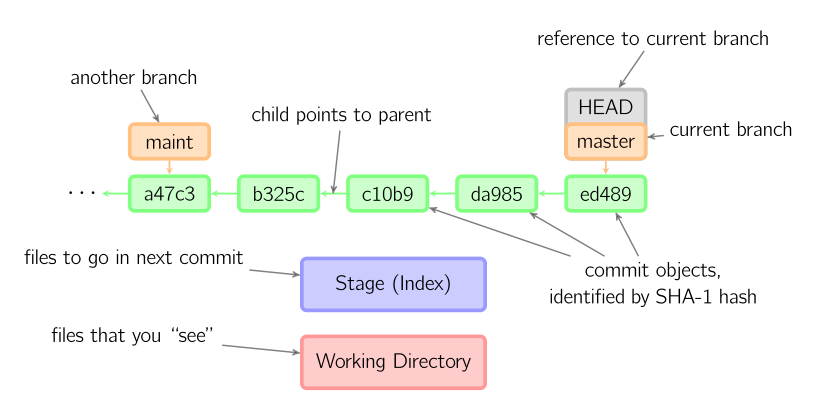 reference to current branch
another branch
HEAD
child points to parent
current branch
maint
master
··· a47c3 b325c c10b9 da985 ed489
files to go in next commit
commit objects,
Stage (Index)
identified by SHA-1 hash
files that you “see”
Working Directory